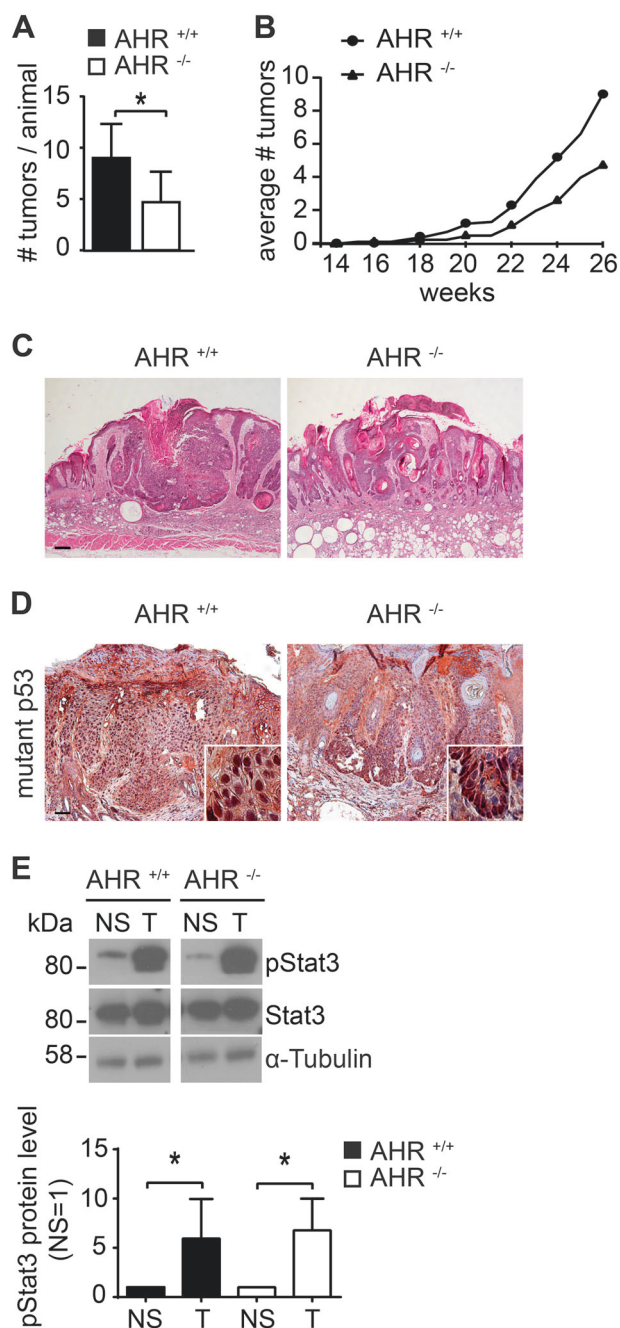 A
AHR +/+
AHR -/-
# tumors / animal
15
10
5
0
*
B
AHR +/+
AHR -/-
average # tumors
10
8
6
4
2
0
14 16 18 20 22 24 26
weeks
C
AHR +/+ AHR -/-
D
AHR +/+ AHR -/-
mutant p53
E
AHR +/+ AHR -/-
kDa NS T NS T
80 pStat3
80 Stat3
58 α-Tubulin
pStat3 protein level
(NS=1)
15
10
5
0
* *
AHR +/+
AHR -/-
NS T NS T